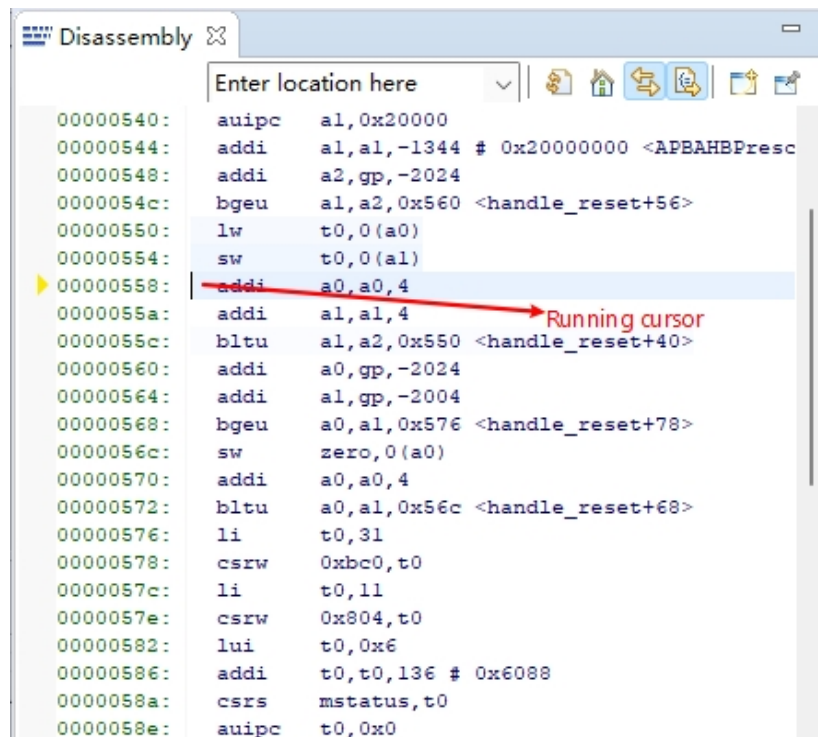 Disassembly
Enter location here
00000540: auipc a1,0x20000
00000544: addi a1,a1,-1344 # 0x20000000 <APBAHBPresc
00000548: addi a2,gp,-2024
0000054c: bgeu a1,a2,0x560 <handle_reset+56>
00000550: lw t0,0(a0)
00000554: sw t0,0(a1)
00000558: addi a0,a0,4
0000055a: addi a1,a1,4
Running cursor
0000055c: bltu a1,a2,0x550 <handle_reset+40>
00000560: addi a0,gp,-2024
00000564: addi a1,gp,-2004
00000568: bgeu a0,a1,0x576 <handle_reset+78>
0000056c: sw zero,0(a0)
00000570: addi a0,a0,4
00000572: bltu a0,a1,0x56c <handle_reset+68>
00000576: li t0,31
00000578: csrw 0xbc0,t0
0000057c: li t0,11
0000057e: csrw 0x804,t0
00000582: lui t0,0x6
00000586: addi t0,t0,136 # 0x6088
0000058a: csrs mstatus,t0
0000058e: auipc t0,0x0